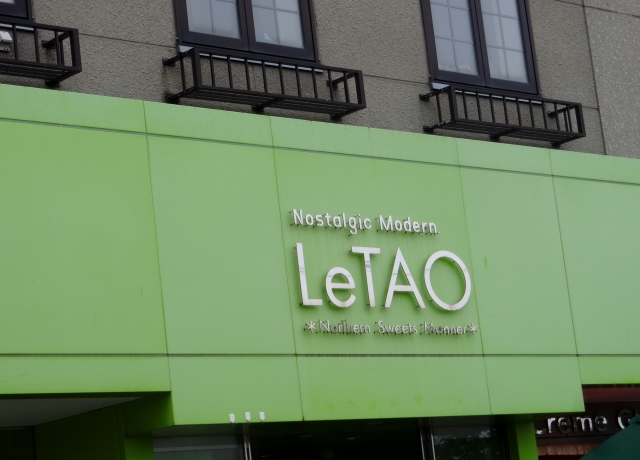 Nostalgic Modern
LeTAO
*Northern Sweets Manner*
creme